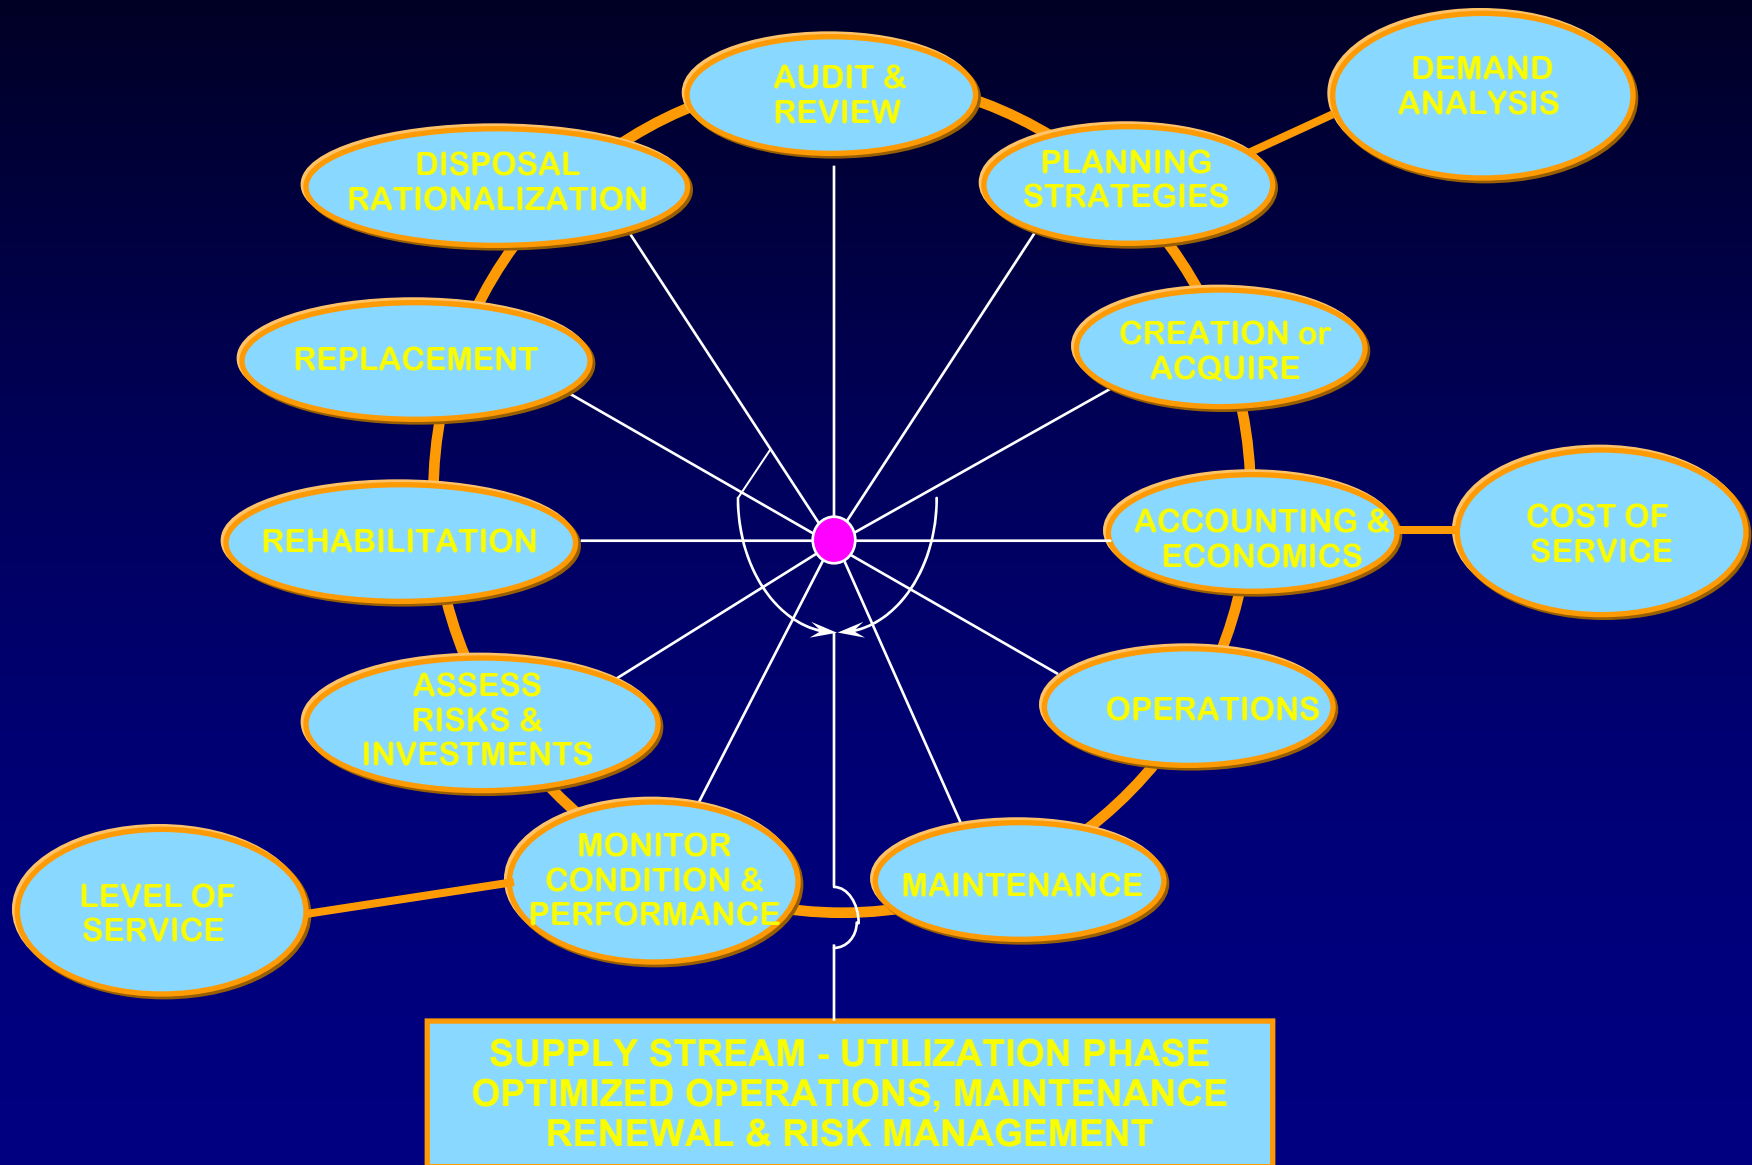 AUDIT &
REVIEW
DEMAND
ANALYSIS
DISPOSAL
RATIONALIZATION
PLANNING
STRATEGIES
REPLACEMENT
CREATION or
ACQUIRE
REHABILITATION
ACCOUNTING &
ECONOMICS
COST OF
SERVICE
ASSESS
RISKS &
INVESTMENTS
OPERATIONS
LEVEL OF
SERVICE
MONITOR
CONDITION &
PERFORMANCE
MAINTENANCE
SUPPLY STREAM - UTILIZATION PHASE
OPTIMIZED OPERATIONS, MAINTENANCE
RENEWAL & RISK MANAGEMENT